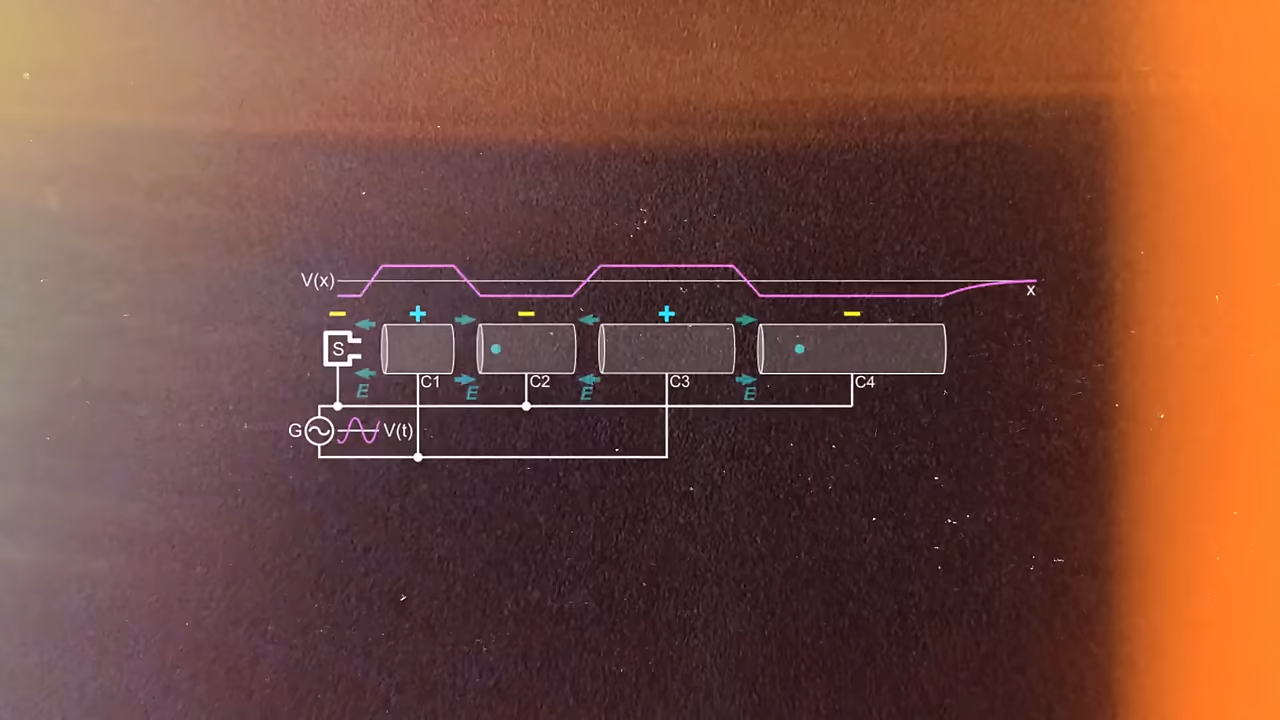 V(x)
x
− + − + −
S
C1 C2 C3 C4
E E E E
G V(t)